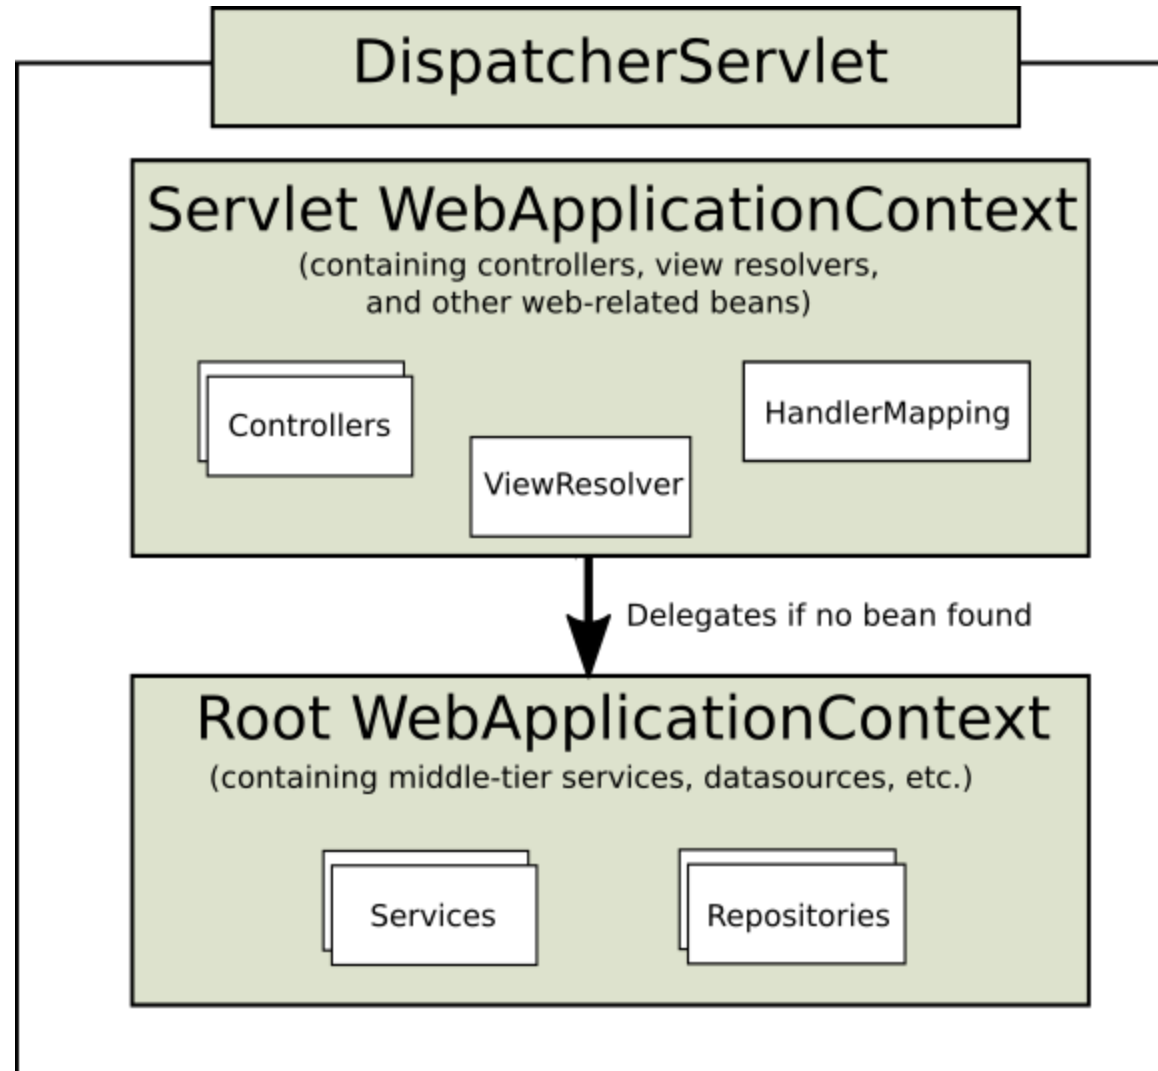 DispatcherServlet
Servlet WebApplicationContext
(containing controllers, view resolvers,
and other web-related beans)
Controllers
HandlerMapping
ViewResolver
Delegates if no bean found
Root WebApplicationContext
(containing middle-tier services, datasources, etc.)
Services
Repositories